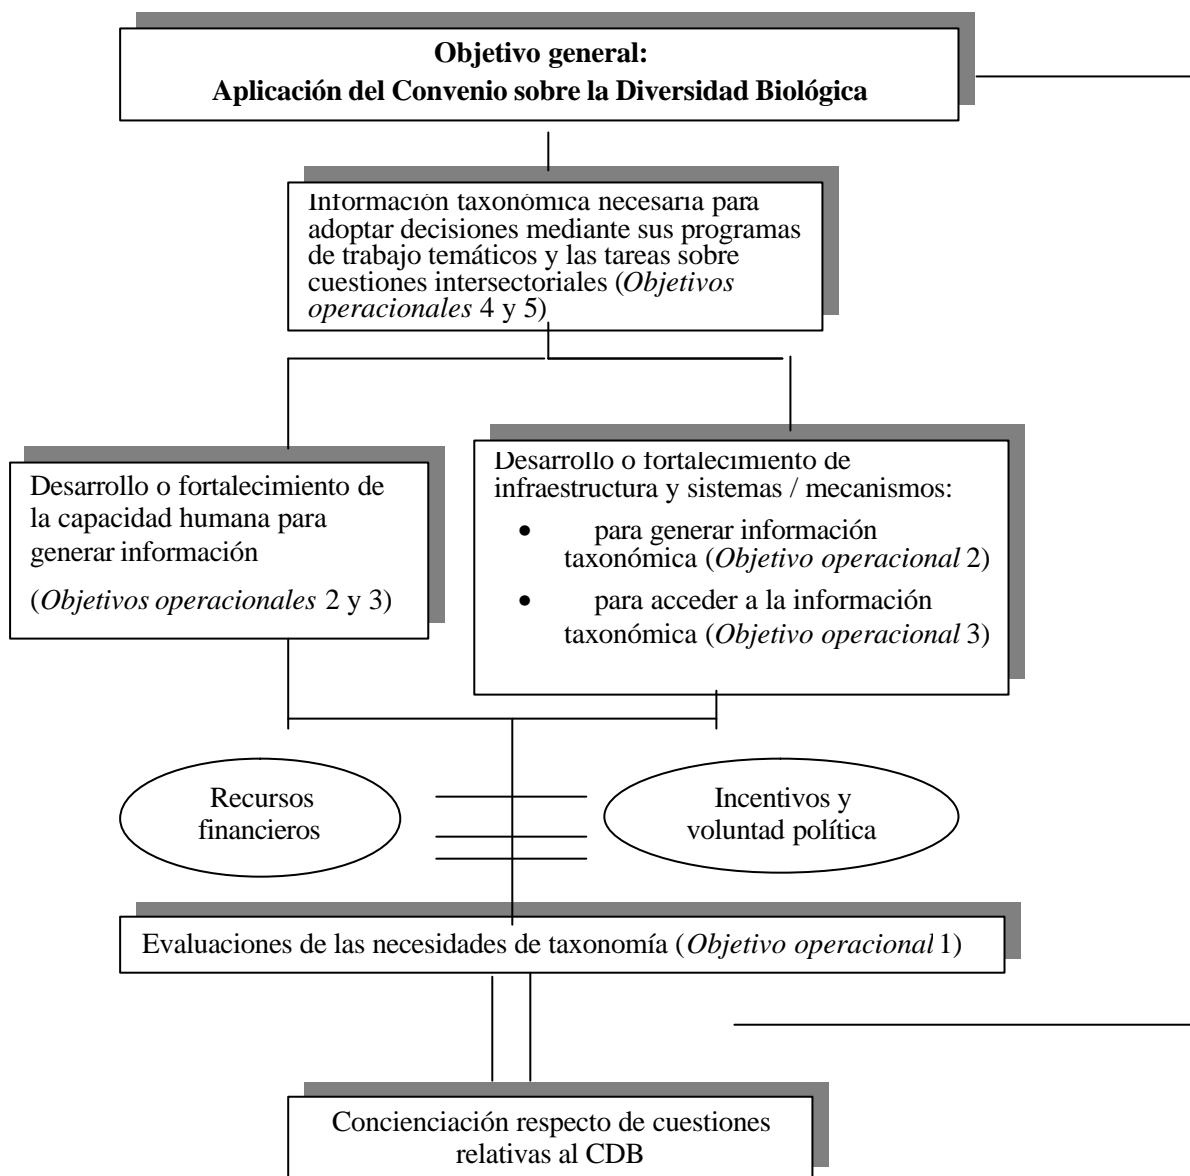 Objetivo general:
Aplicación del Convenio sobre la Diversidad Biológica
Información taxonómica necesaria para
adoptar decisiones mediante sus programas
de trabajo temáticos y las tareas sobre
cuestiones intersectoriales (Objetivos
operacionales 4 y 5)
Desarrollo o fortalecimiento de
la capacidad humana para
generar información
(Objetivos operacionales 2 y 3)
Desarrollo o fortalecimiento de
infraestructura y sistemas / mecanismos:
• para generar información
taxonómica (Objetivo operacional 2)
• para acceder a la información
taxonómica (Objetivo operacional 3)
Recursos
financieros
Incentivos y
voluntad política
Evaluaciones de las necesidades de taxonomía (Objetivo operacional 1)
Concienciación respecto de cuestiones
relativas al CDB